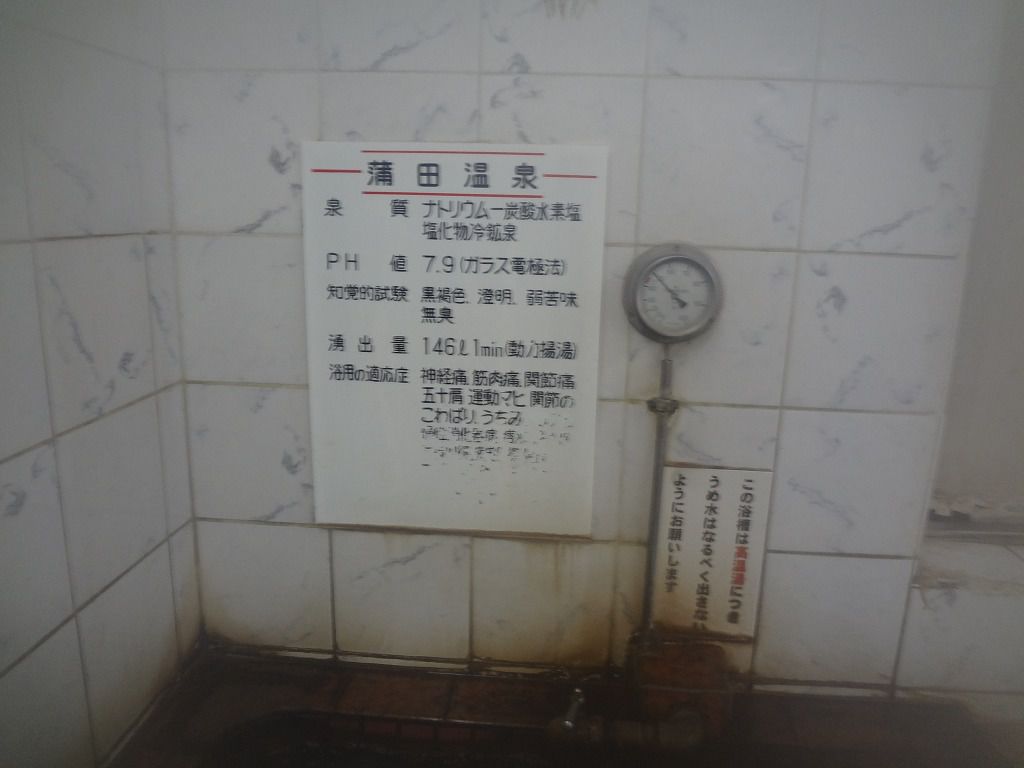 蒲田温泉
泉質 ナトリウムー炭酸水素塩
塩化物冷鉱泉
PH値 7.9(ガラス電極法)
知覚的試験 黒褐色、澄明、弱苦味
無臭
湧出量 146ℓ1min(動力揚湯)
浴用の適応症 神経痛、筋肉痛、関節痛
五十肩、運動マヒ、関節の
こわばり、うちみ
この浴槽は高温湯につき
うめ水はなるべく出さない
ようにお願いします